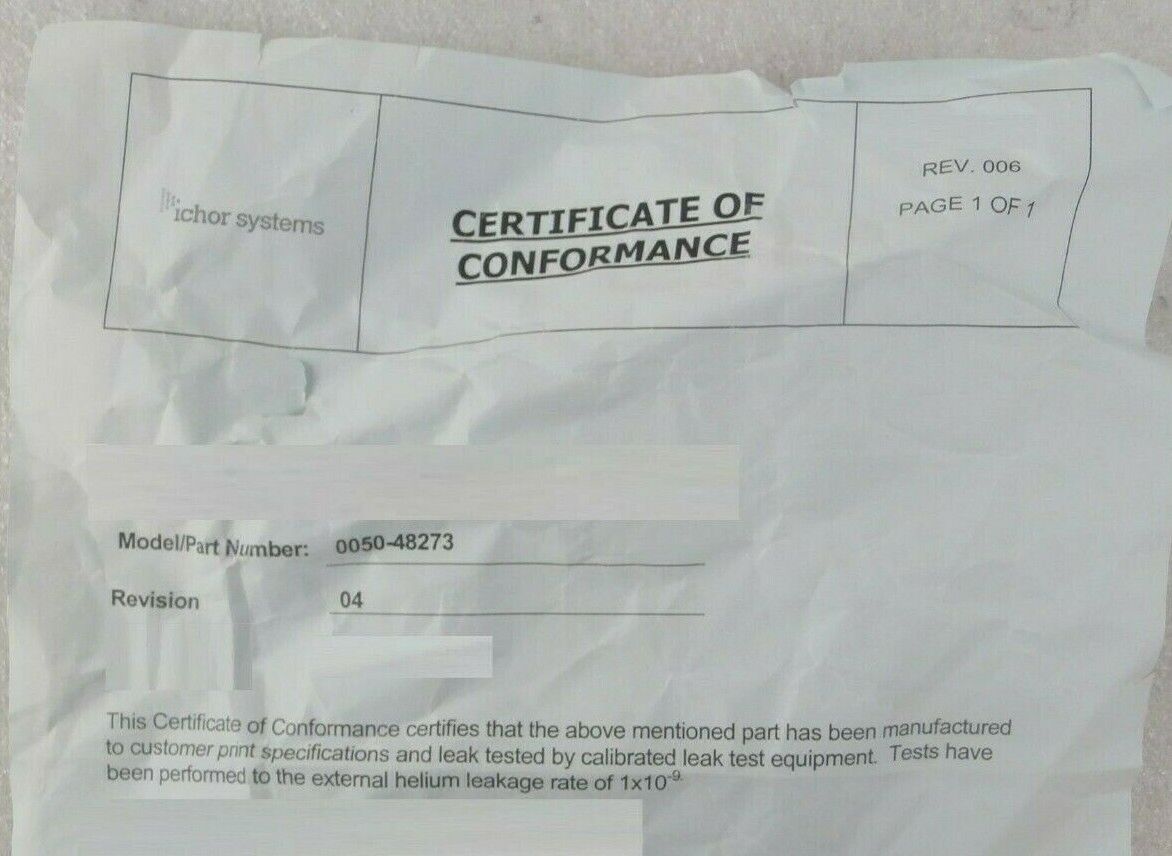 ichor systems
CERTIFICATE OF
CONFORMANCE
REV. 006
PAGE 1 OF 1
Model/Part Number: 0050-48273
Revision 04
This Certificate of Conformance certifies that the above mentioned part has been manufactured
to customer print specifications and leak tested by calibrated leak test equipment. Tests have
been performed to the external helium leakage rate of 1x10⁻⁹.